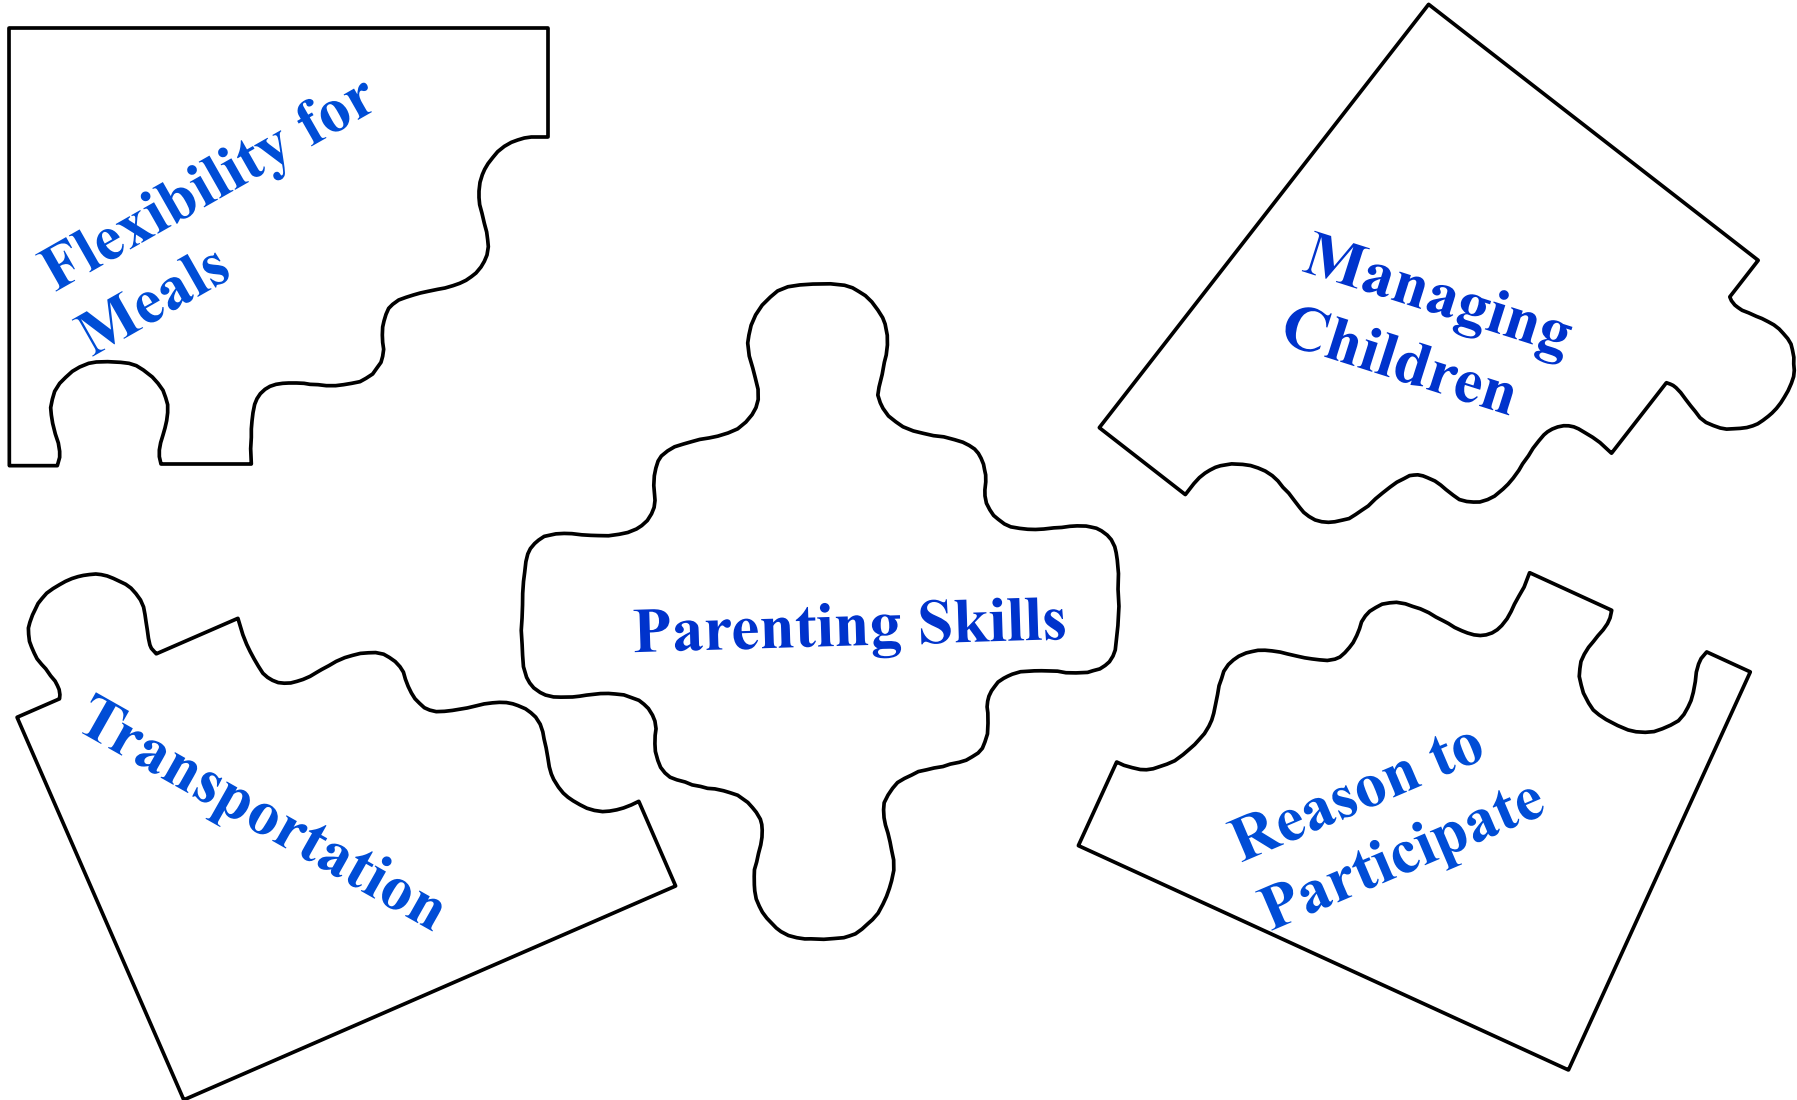 Flexibility for
Meals
Managing
Children
Parenting Skills
Transportation
Reason to
Participate